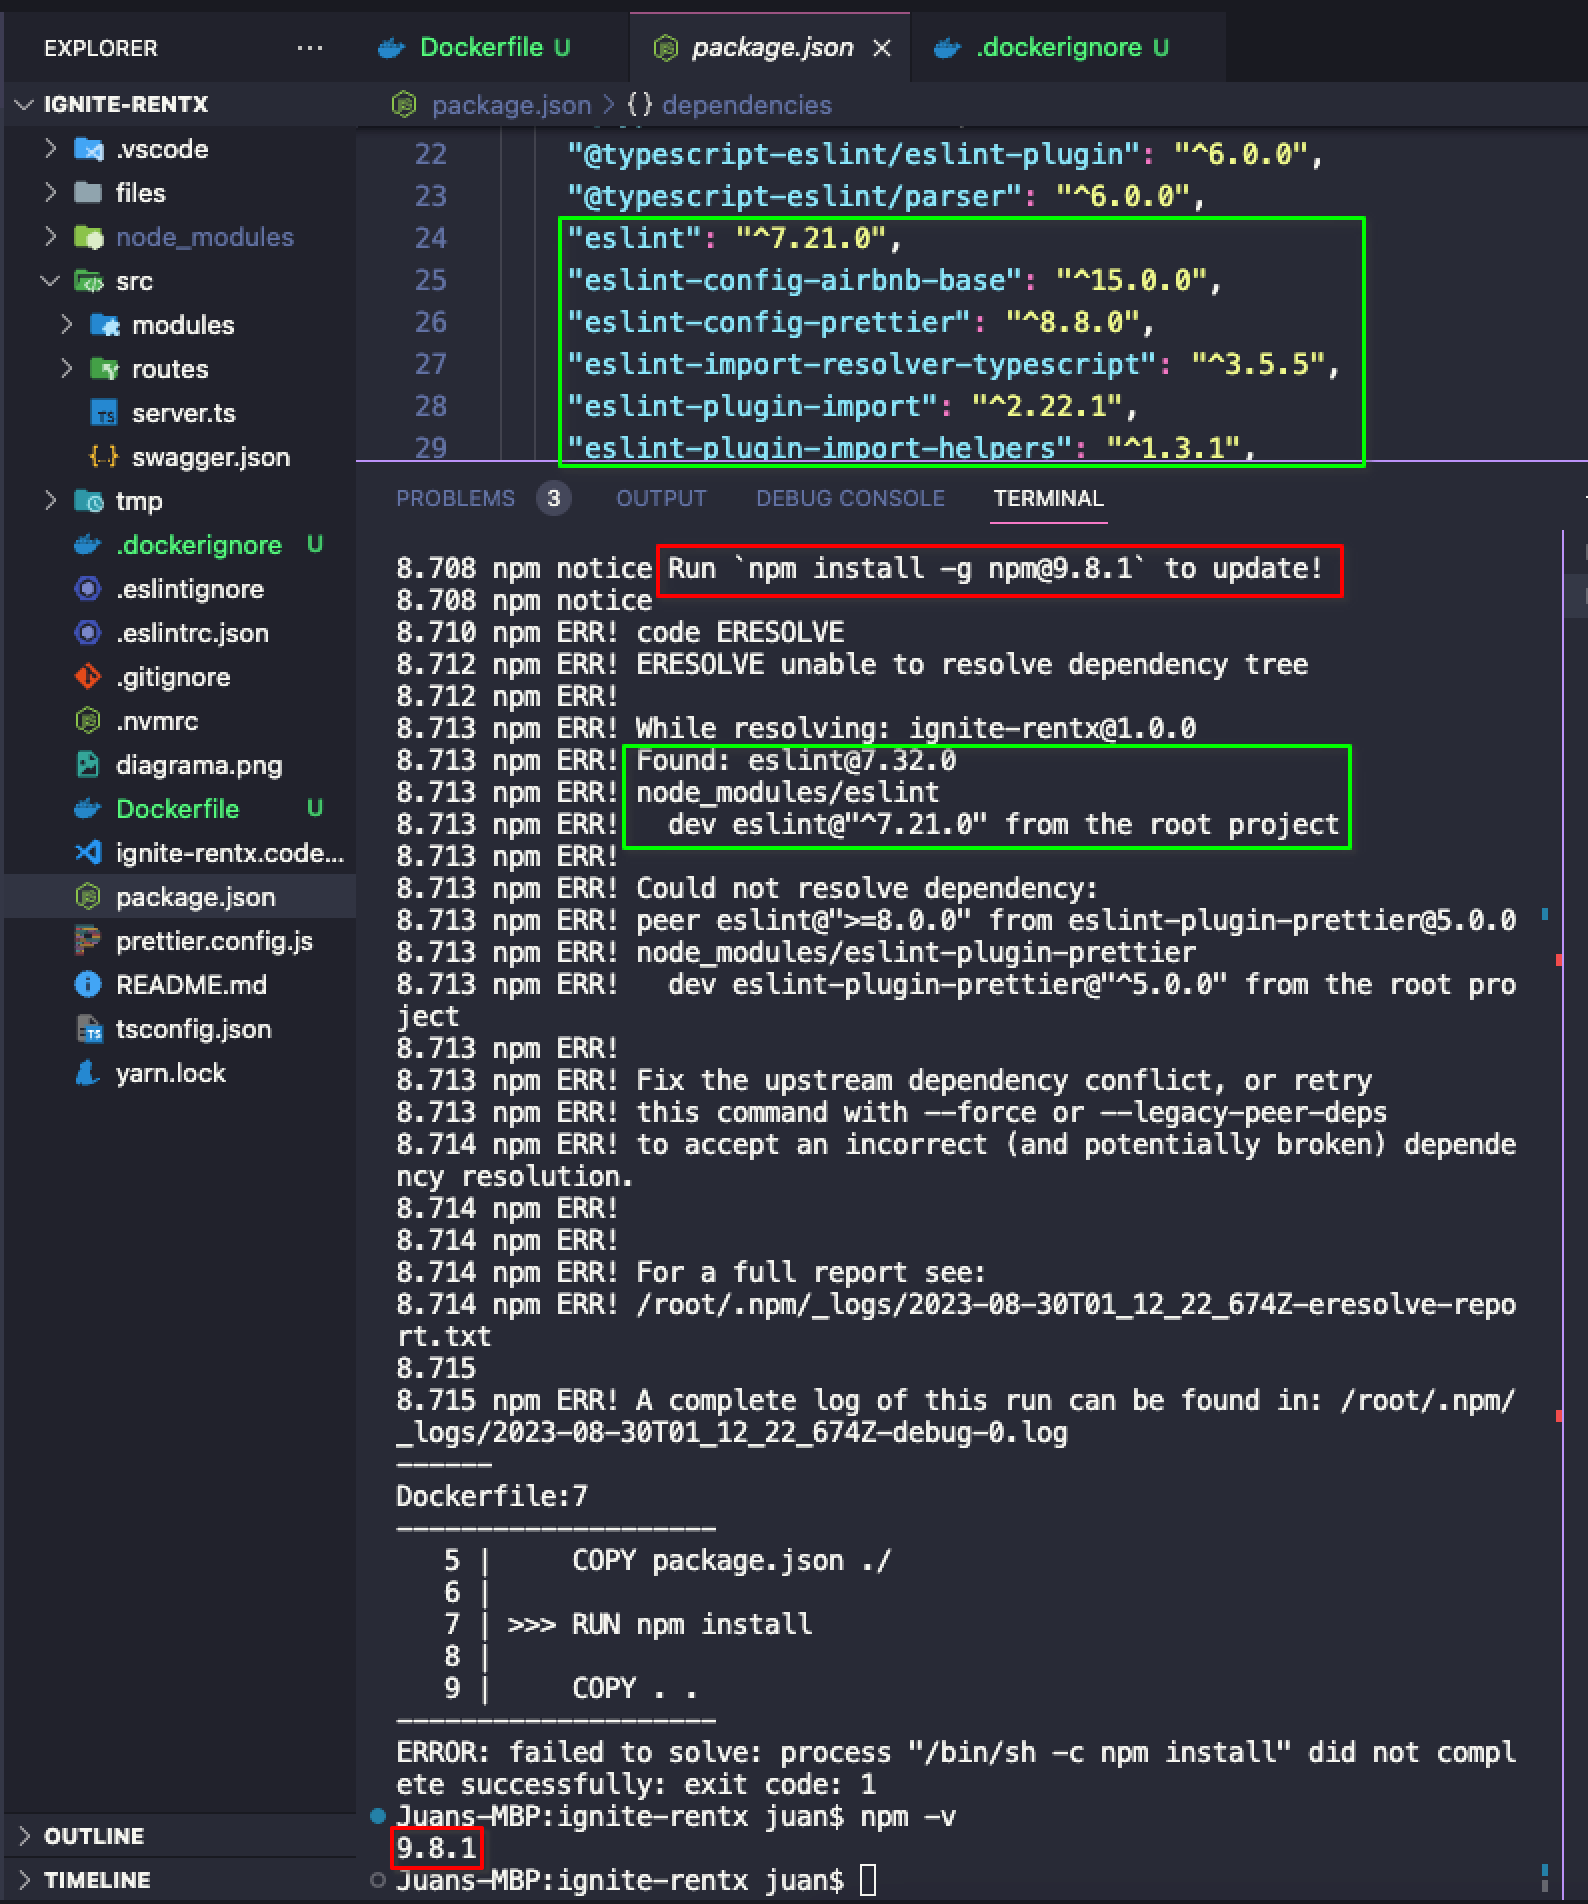 EXPLORER
Dockerfile U
package.json
.dockerignore U
IGNITE-RENTX
.vscode
files
node_modules
src
modules
routes
server.ts
swagger.json
tmp
.dockerignore U
.eslintignore
.eslintrc.json
.gitignore
.nvmrc
diagrama.png
Dockerfile U
ignite-rentx.code...
package.json
prettier.config.js
README.md
tsconfig.json
yarn.lock
OUTLINE
TIMELINE
package.json > {} dependencies
22 "@typescript-eslint/eslint-plugin": "^6.0.0",
23 "@typescript-eslint/parser": "^6.0.0",
24 "eslint": "^7.21.0",
25 "eslint-config-airbnb-base": "^15.0.0",
26 "eslint-config-prettier": "^8.8.0",
27 "eslint-import-resolver-typescript": "^3.5.5",
28 "eslint-plugin-import": "^2.22.1",
29 "eslint-plugin-import-helpers": "^1.3.1",
PROBLEMS 3 OUTPUT DEBUG CONSOLE TERMINAL
8.708 npm notice Run `npm install -g npm@9.8.1` to update!
8.708 npm notice
8.710 npm ERR! code ERESOLVE
8.712 npm ERR! ERESOLVE unable to resolve dependency tree
8.712 npm ERR!
8.713 npm ERR! While resolving: ignite-rentx@1.0.0
8.713 npm ERR! Found: eslint@7.32.0
8.713 npm ERR! node_modules/eslint
8.713 npm ERR!   dev eslint@"^7.21.0" from the root project
8.713 npm ERR!
8.713 npm ERR! Could not resolve dependency:
8.713 npm ERR! peer eslint@">=8.0.0" from eslint-plugin-prettier@5.0.0
8.713 npm ERR! node_modules/eslint-plugin-prettier
8.713 npm ERR!   dev eslint-plugin-prettier@"^5.0.0" from the root pro
ject
8.713 npm ERR!
8.713 npm ERR! Fix the upstream dependency conflict, or retry
8.713 npm ERR! this command with --force or --legacy-peer-deps
8.714 npm ERR! to accept an incorrect (and potentially broken) depende
ncy resolution.
8.714 npm ERR!
8.714 npm ERR!
8.714 npm ERR! For a full report see:
8.714 npm ERR! /root/.npm/_logs/2023-08-30T01_12_22_674Z-eresolve-repo
rt.txt
8.715
8.715 npm ERR! A complete log of this run can be found in: /root/.npm/
_logs/2023-08-30T01_12_22_674Z-debug-0.log
------
Dockerfile:7
--------------------
5 |     COPY package.json ./
6 |
7 | >>> RUN npm install
8 |
9 |     COPY . .
--------------------
ERROR: failed to solve: process "/bin/sh -c npm install" did not compl
ete successfully: exit code: 1
Juans-MBP:ignite-rentx juan$ npm -v
9.8.1
Juans-MBP:ignite-rentx juan$